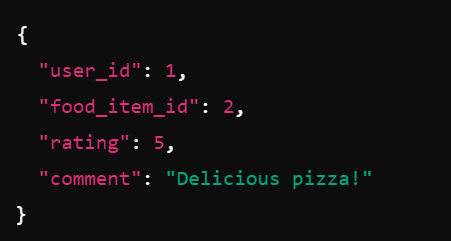 {
"user_id": 1,
"food_item_id": 2,
"rating": 5,
"comment": "Delicious pizza!"
}